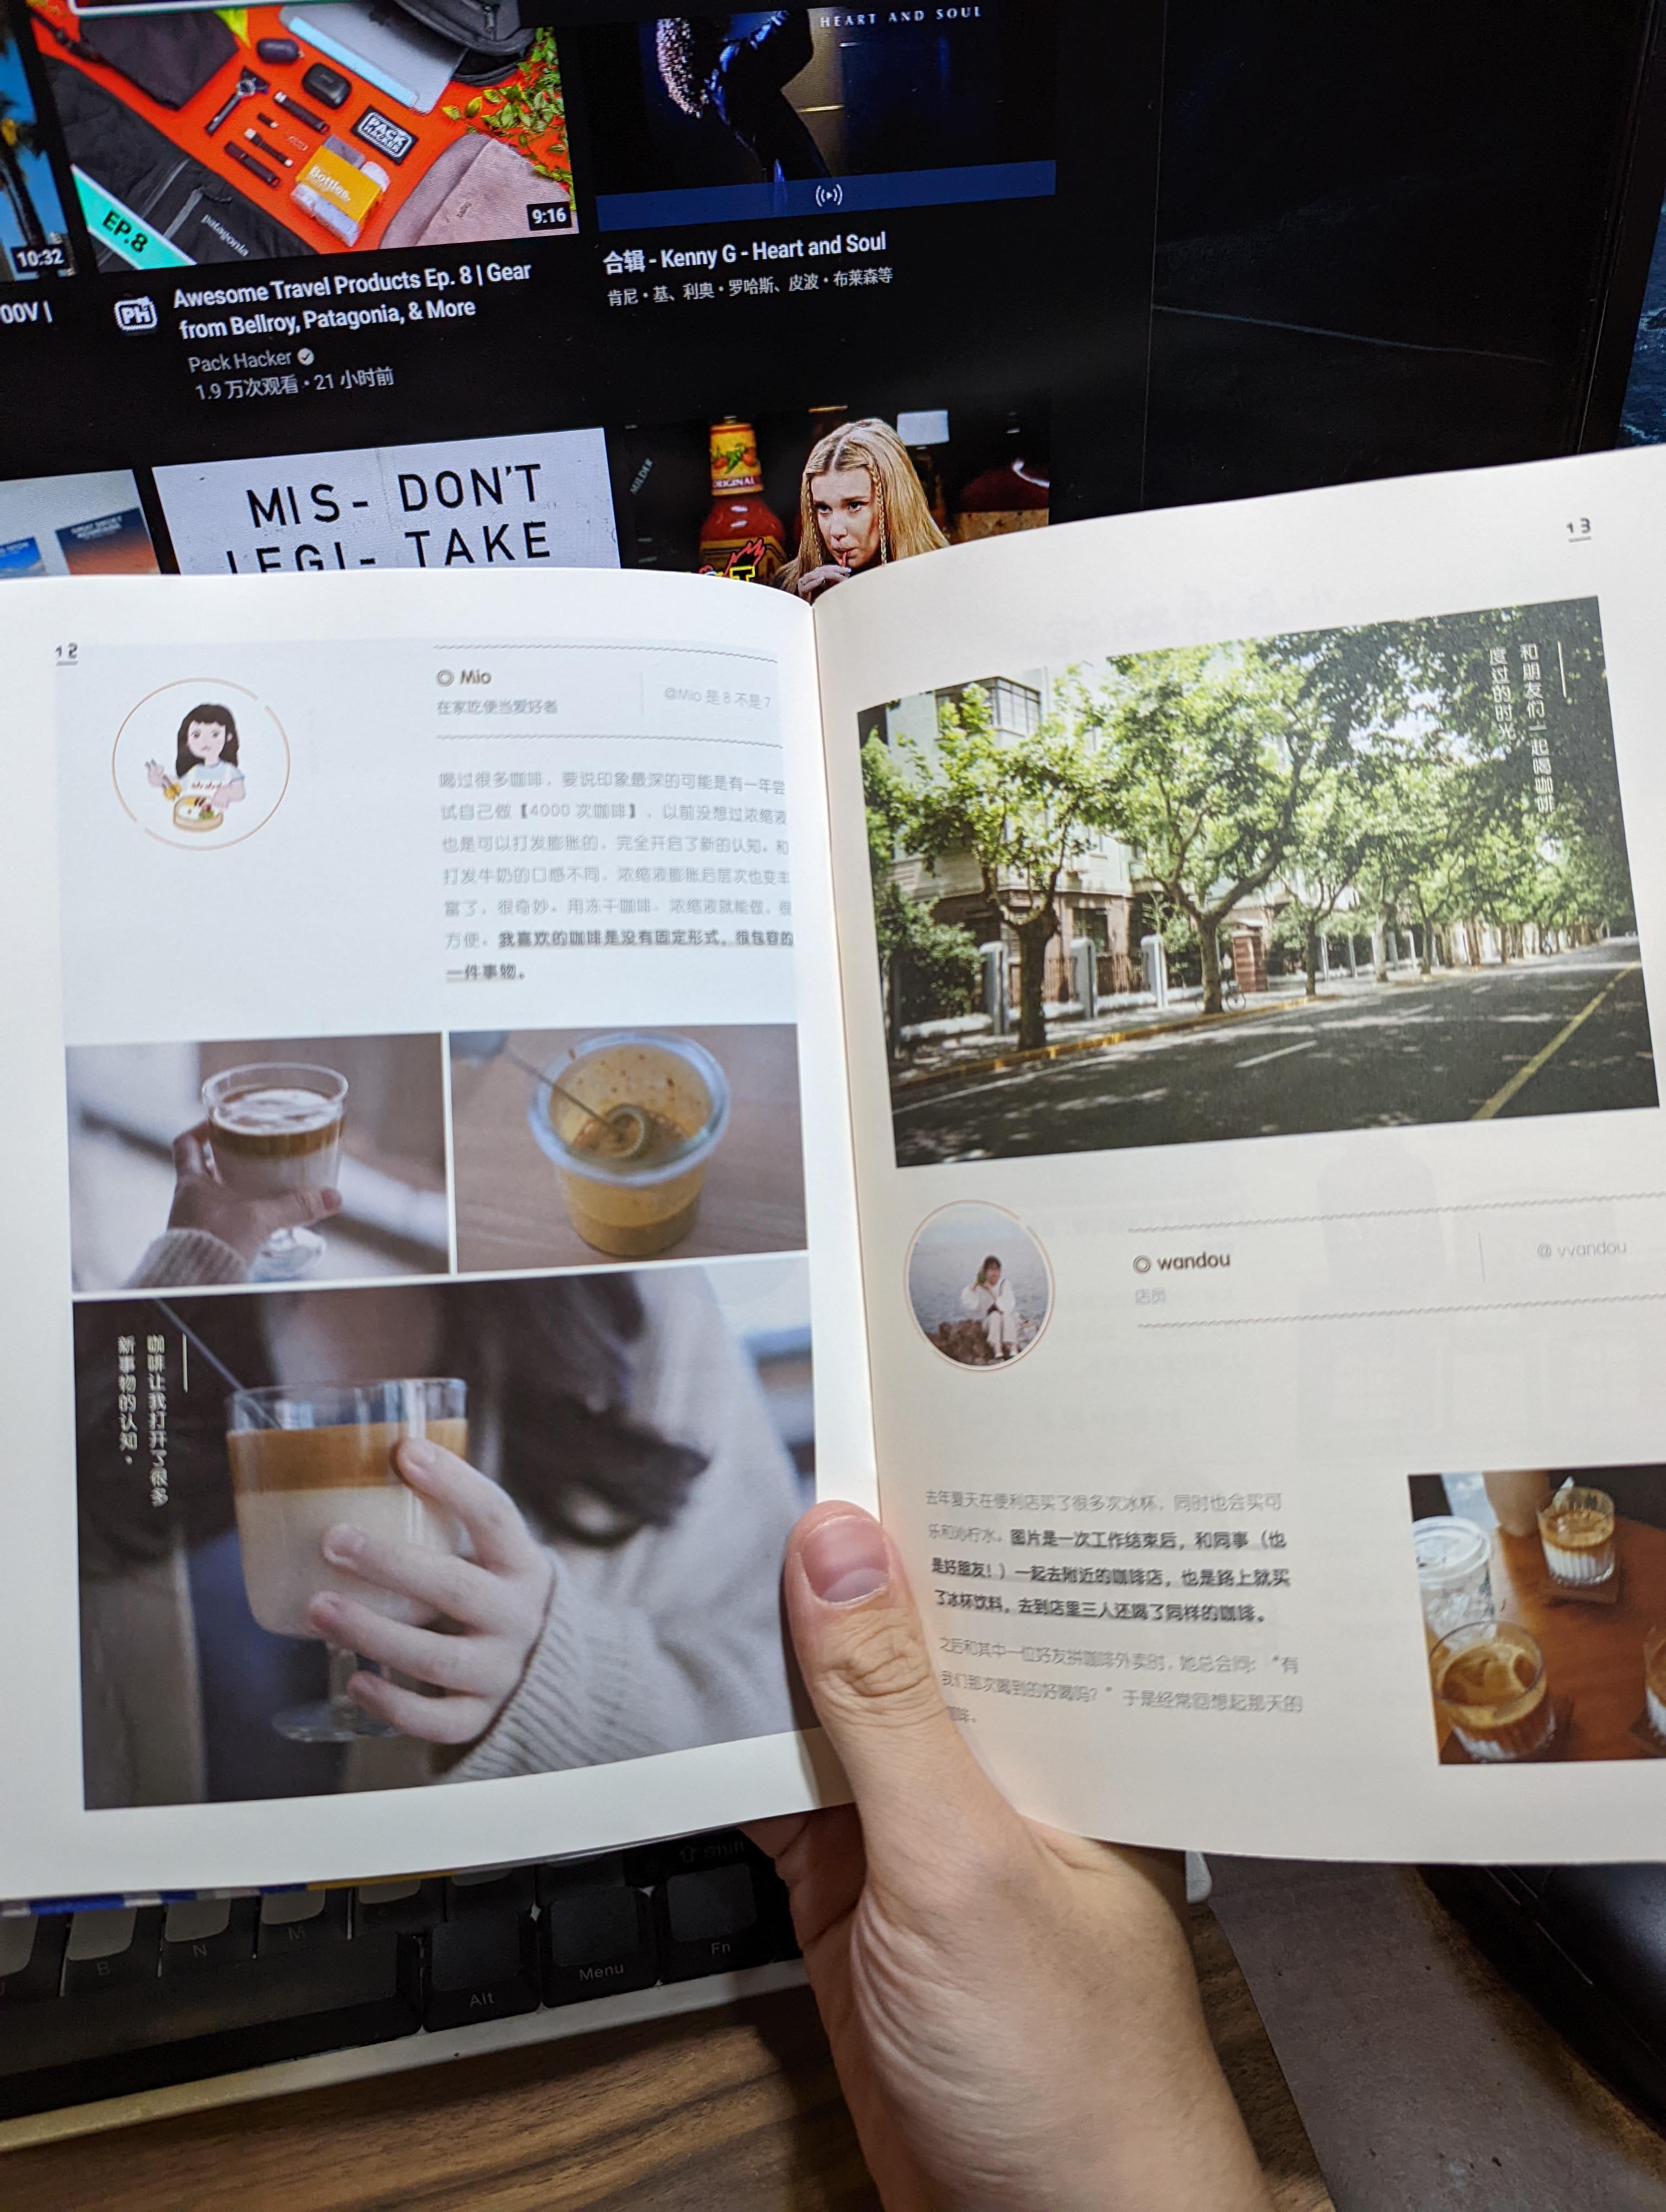 HEART AND SOUL
PACK
HACKER
Bottles.
patagonia
EP.8
9:16
10:32
合辑 - Kenny G - Heart and Soul
肯尼·基、利奥·罗哈斯、皮波·布莱森等
00V |
PH
Awesome Travel Products Ep. 8 | Gear
from Bellroy, Patagonia, & More
Pack Hacker
1.9 万次观看 · 21 小时前
MILDER
ORIGINAL
MIS- DON'T
LEGI- TAKE
12
Mio
在家吃便当爱好者
@Mio 是 8 不是 7
喝过很多咖啡，要说印象最深的可能是有一年尝
试自己做【4000 次咖啡】，以前没想过浓缩液
也是可以打发膨胀的，完全开启了新的认知。和
打发牛奶的口感不同，浓缩液膨胀后层次也变丰
富了，很奇妙。用冻干咖啡、浓缩液就能做，很
方便。我喜欢的咖啡是没有固定形式，很包容的
一件事物。
咖啡让我打开了很多
新事物的认知。
13
和朋友们一起喝咖啡
度过的时光。
wandou
店员
@ vvandou
去年夏天在便利店买了很多次冰杯，同时也会买可
乐和沁柠水。图片是一次工作结束后，和同事（也
是好朋友！）一起去附近的咖啡店，也是路上就买
了冰杯饮料，去到店里三人还喝了同样的咖啡。
之后和其中一位好友拼咖啡外卖时，她总会问：“有
我们那次喝到的好喝吗？”于是经常回想起那天的
咖啡。
Shift
B
N
M
Alt
Menu
Fn